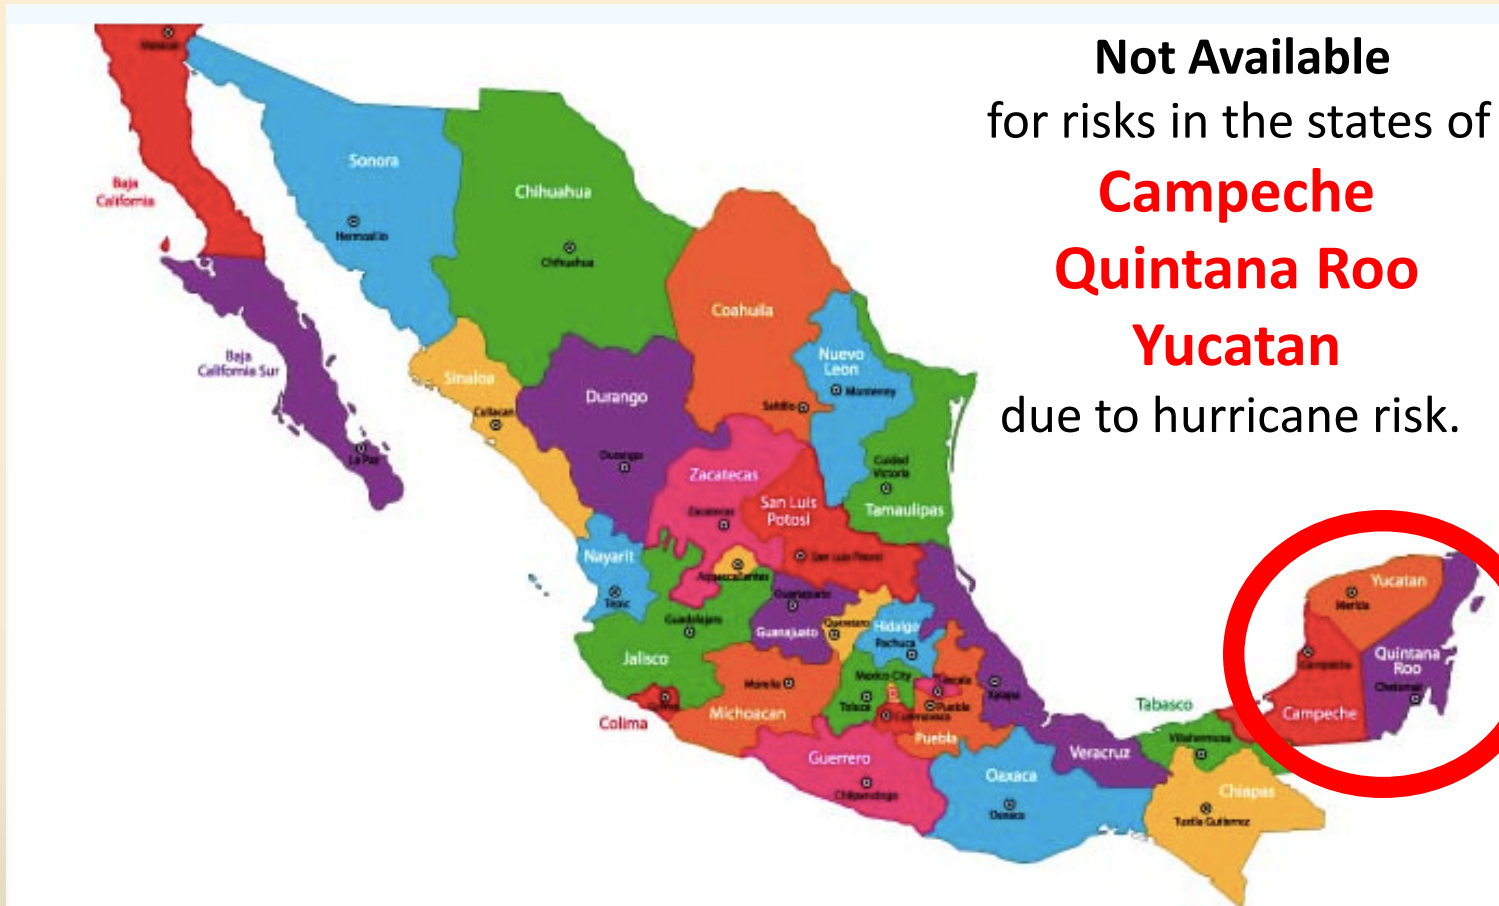 Not Available
for risks in the states of
Campeche
Quintana Roo
Yucatan
due to hurricane risk.
Baja
California
Sonora
Hermosillo
Chihuahua
Chihuahua
Coahuila
Saltillo
Nuevo
Leon
Monterrey
Baja
California Sur
La Paz
Sinaloa
Culiacan
Durango
Durango
Zacatecas
Zacatecas
San Luis
Potosi
San Luis Potosi
Victoria
Tamaulipas
Nayarit
Tepic
Aguascalientes
Guadalajara
Jalisco
Guanajuato
Guanajuato
Queretaro
Hidalgo
Pachuca
Colima
Morelia
Michoacan
Mexico City
Toluca
Tlaxcala
Cuernavaca
Puebla
Puebla
Guerrero
Oaxaca
Oaxaca
Veracruz
Tabasco
Villahermosa
Chiapas
Tuxtla Gutierrez
Yucatan
Merida
Campeche
Campeche
Quintana
Roo
Chetumal